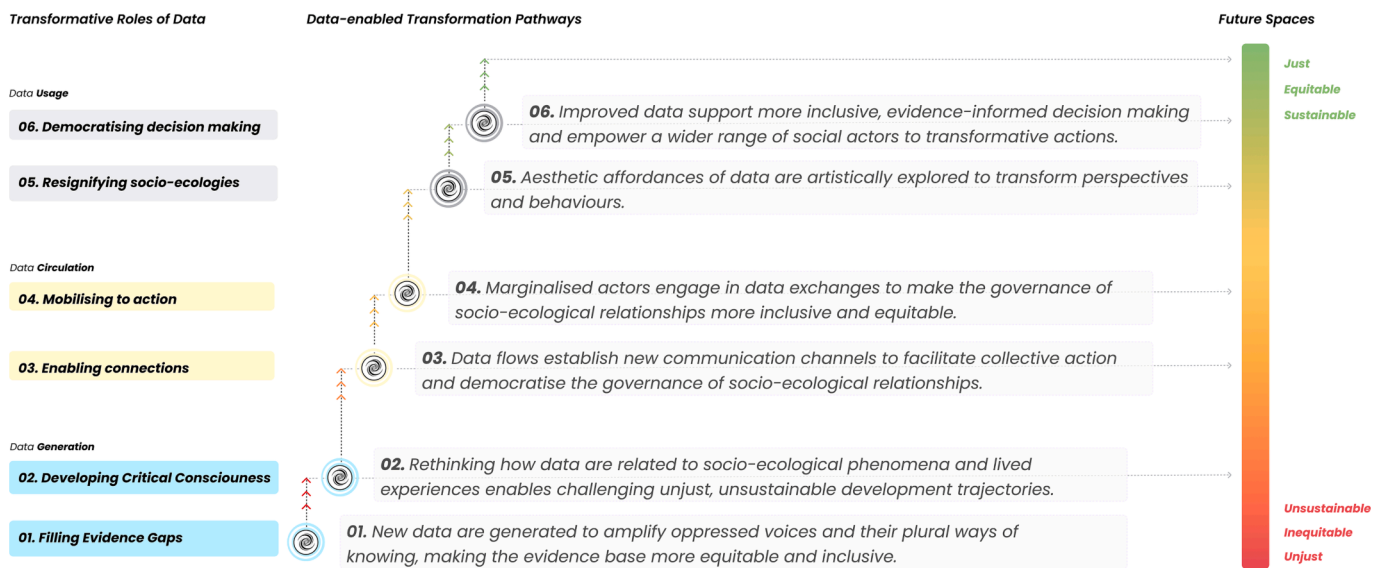 Transformative Roles of Data
Data-enabled Transformation Pathways
Future Spaces
Data Usage
06. Democratising decision making
05. Resignifying socio-ecologies
Data Circulation
04. Mobilising to action
03. Enabling connections
Data Generation
02. Developing Critical Consciouness
01. Filling Evidence Gaps
06. Improved data support more inclusive, evidence-informed decision making
and empower a wider range of social actors to transformative actions.
05. Aesthetic affordances of data are artistically explored to transform perspectives
and behaviours.
04. Marginalised actors engage in data exchanges to make the governance of
socio-ecological relationships more inclusive and equitable.
03. Data flows establish new communication channels to facilitate collective action
and democratise the governance of socio-ecological relationships.
02. Rethinking how data are related to socio-ecological phenomena and lived
experiences enables challenging unjust, unsustainable development trajectories.
01. New data are generated to amplify oppressed voices and their plural ways of
knowing, making the evidence base more equitable and inclusive.
Just
Equitable
Sustainable
Unsustainable
Inequitable
Unjust